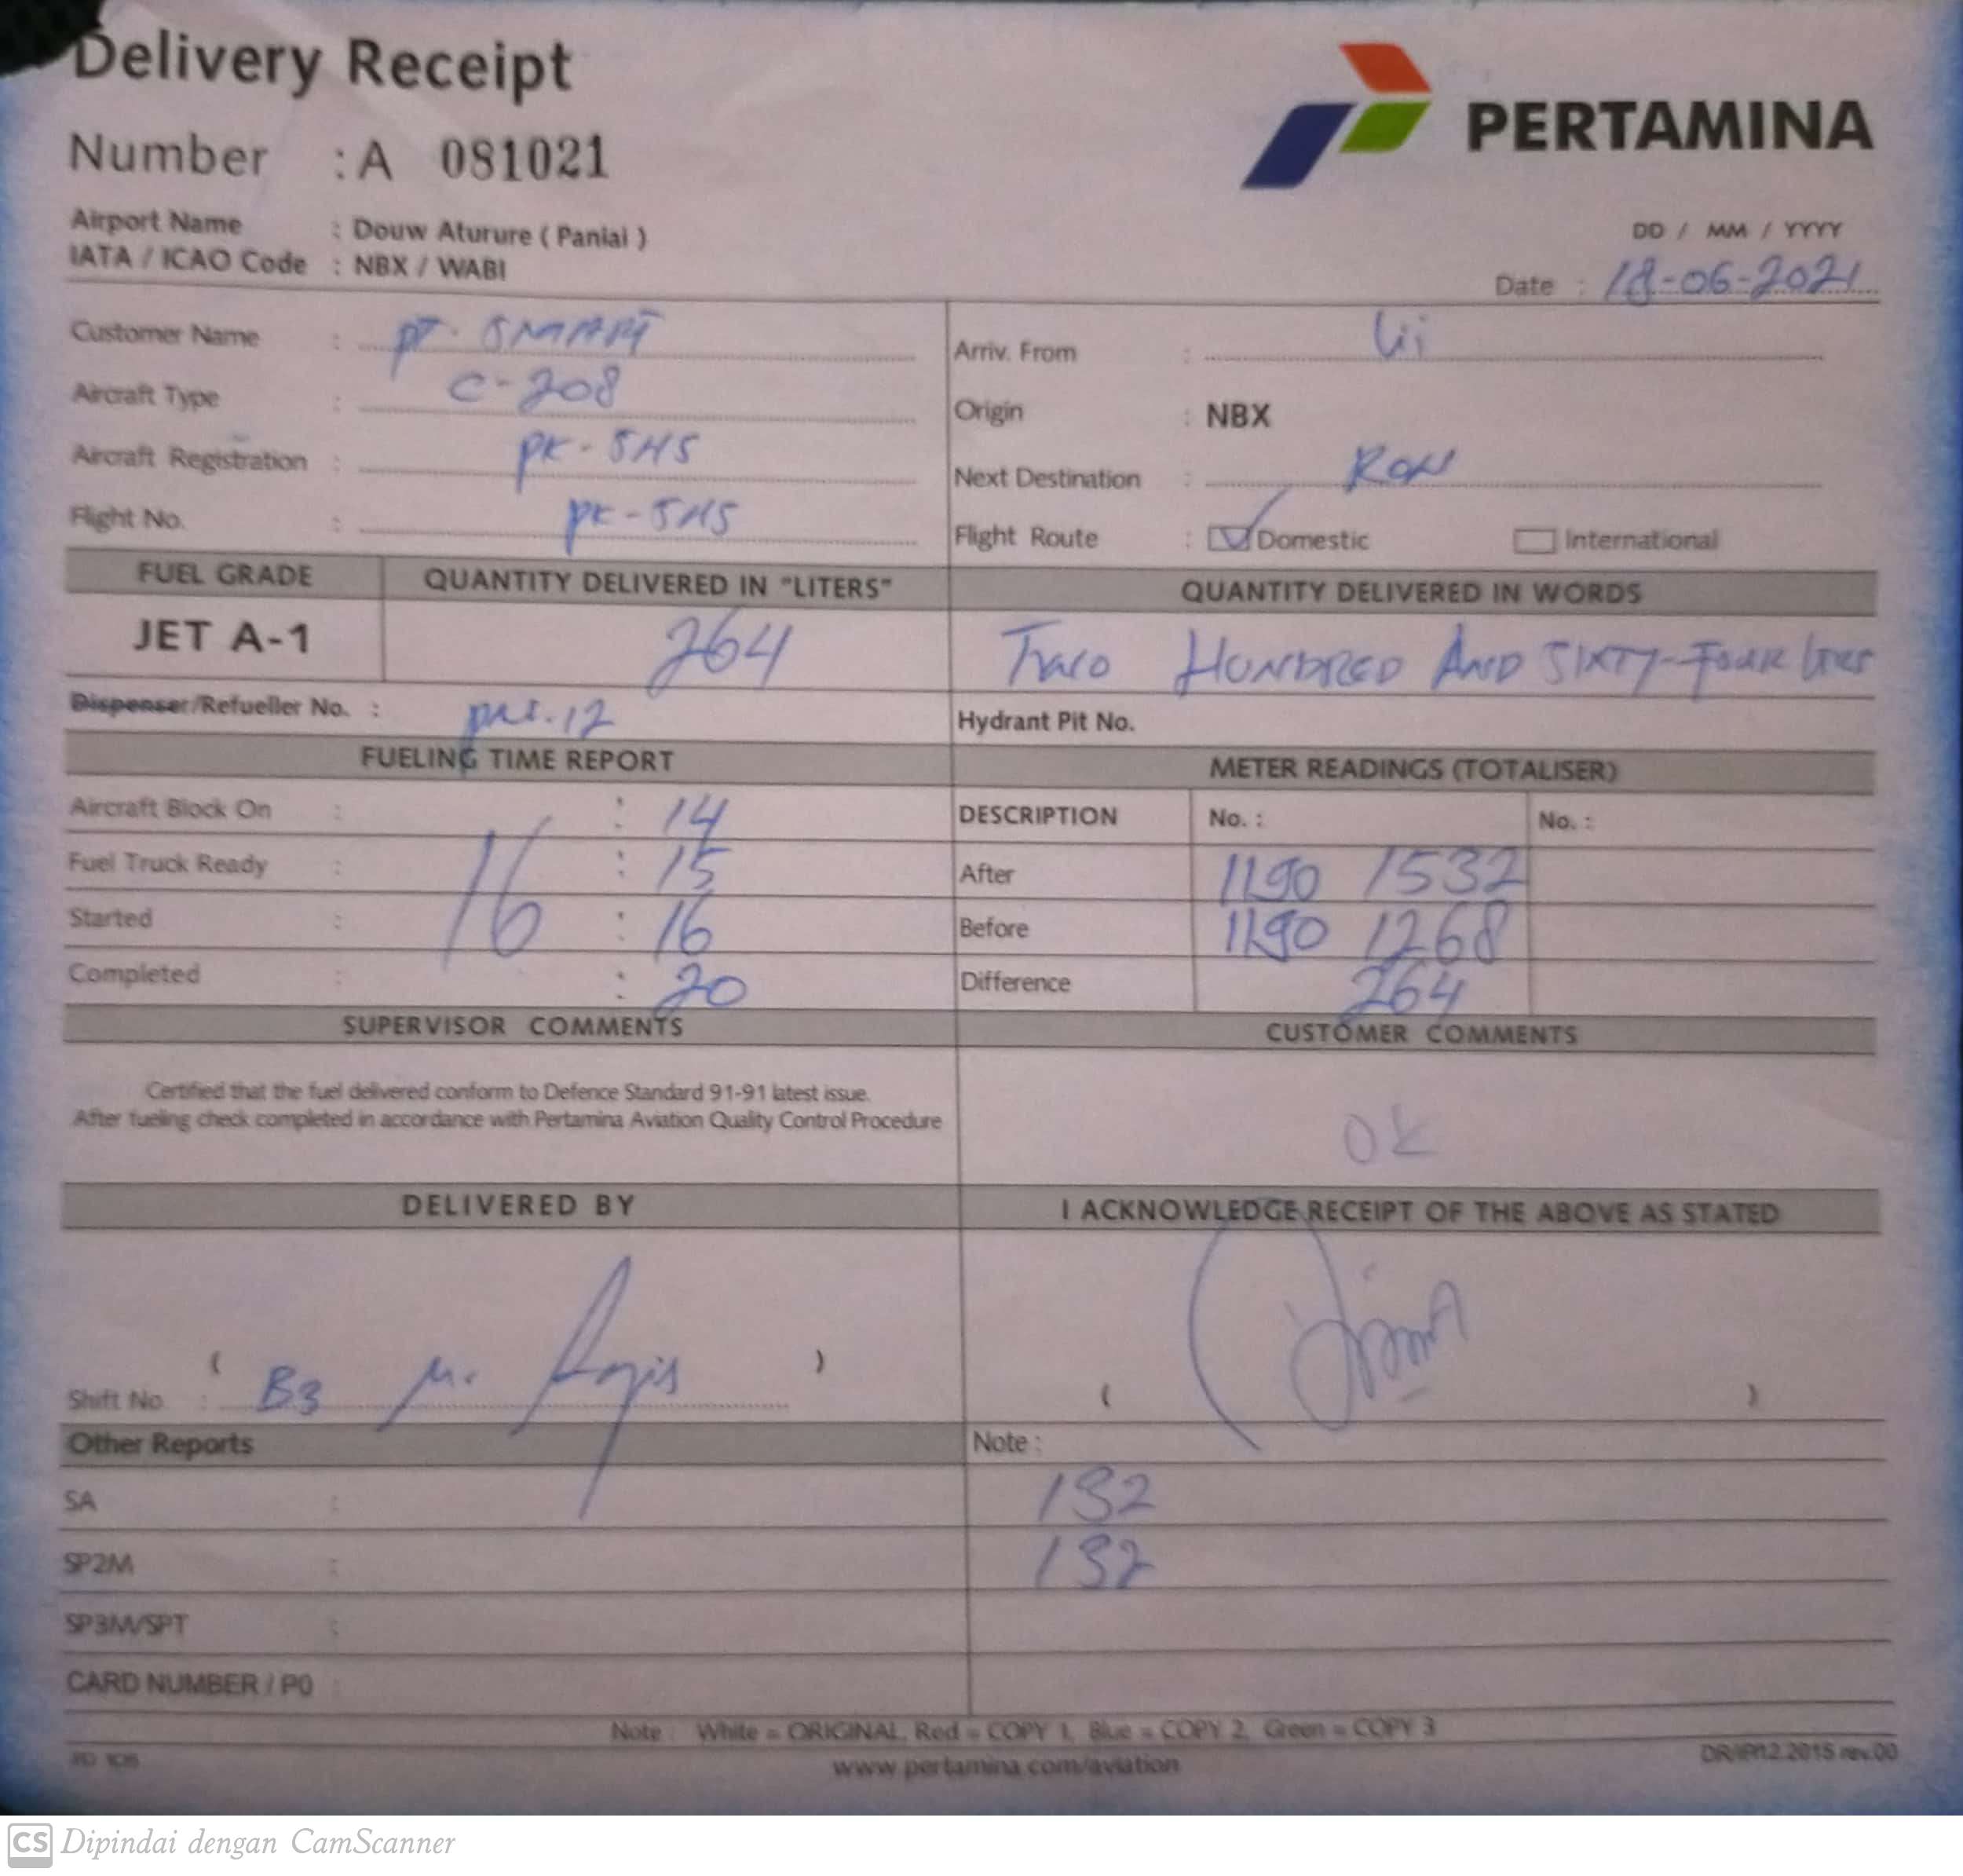 Delivery Receipt
PERTAMINA
Number : A 081021
Airport Name : Douw Aturure ( Paniai )
IATA / ICAO Code : NBX / WABI
DD / MM / YYYY
Date : 18-06-2021
Customer Name : PT. SMART
Arriv. From :
Aircraft Type : C-208
Origin : NBX
Aircraft Registration : PK-SHS
Next Destination : RON
Flight No. : PK-SHS
Flight Route : Domestic International
FUEL GRADE QUANTITY DELIVERED IN "LITERS" QUANTITY DELIVERED IN WORDS
JET A-1 264 Two HUNDRED AND SIXTY-FOUR
Dispenser/Refueller No. : 12
Hydrant Pit No.
FUELING TIME REPORT METER READINGS (TOTALISER)
Aircraft Block On : : 14
DESCRIPTION No. : No. :
Fuel Truck Ready : : 15
After 1190 1532
Started : 16 : 16
Before 1190 1268
Completed : : 20
Difference 264
SUPERVISOR COMMENTS CUSTOMER COMMENTS
Certified that the fuel delivered conform to Defence Standard 91-91 latest issue.
After fueling check completed in accordance with Pertamina Aviation Quality Control Procedure
OK
DELIVERED BY I ACKNOWLEDGE RECEIPT OF THE ABOVE AS STATED
( )
Shift No : B3 M.
( )
Other Reports Note :
SA : 132
SP2M : 132
SP3M/SPT :
CARD NUMBER / P0 :
Note : White = ORIGINAL, Red = COPY 1, Blue = COPY 2, Green = COPY 3
www.pertamina.com/aviation
CS Dipindai dengan CamScanner